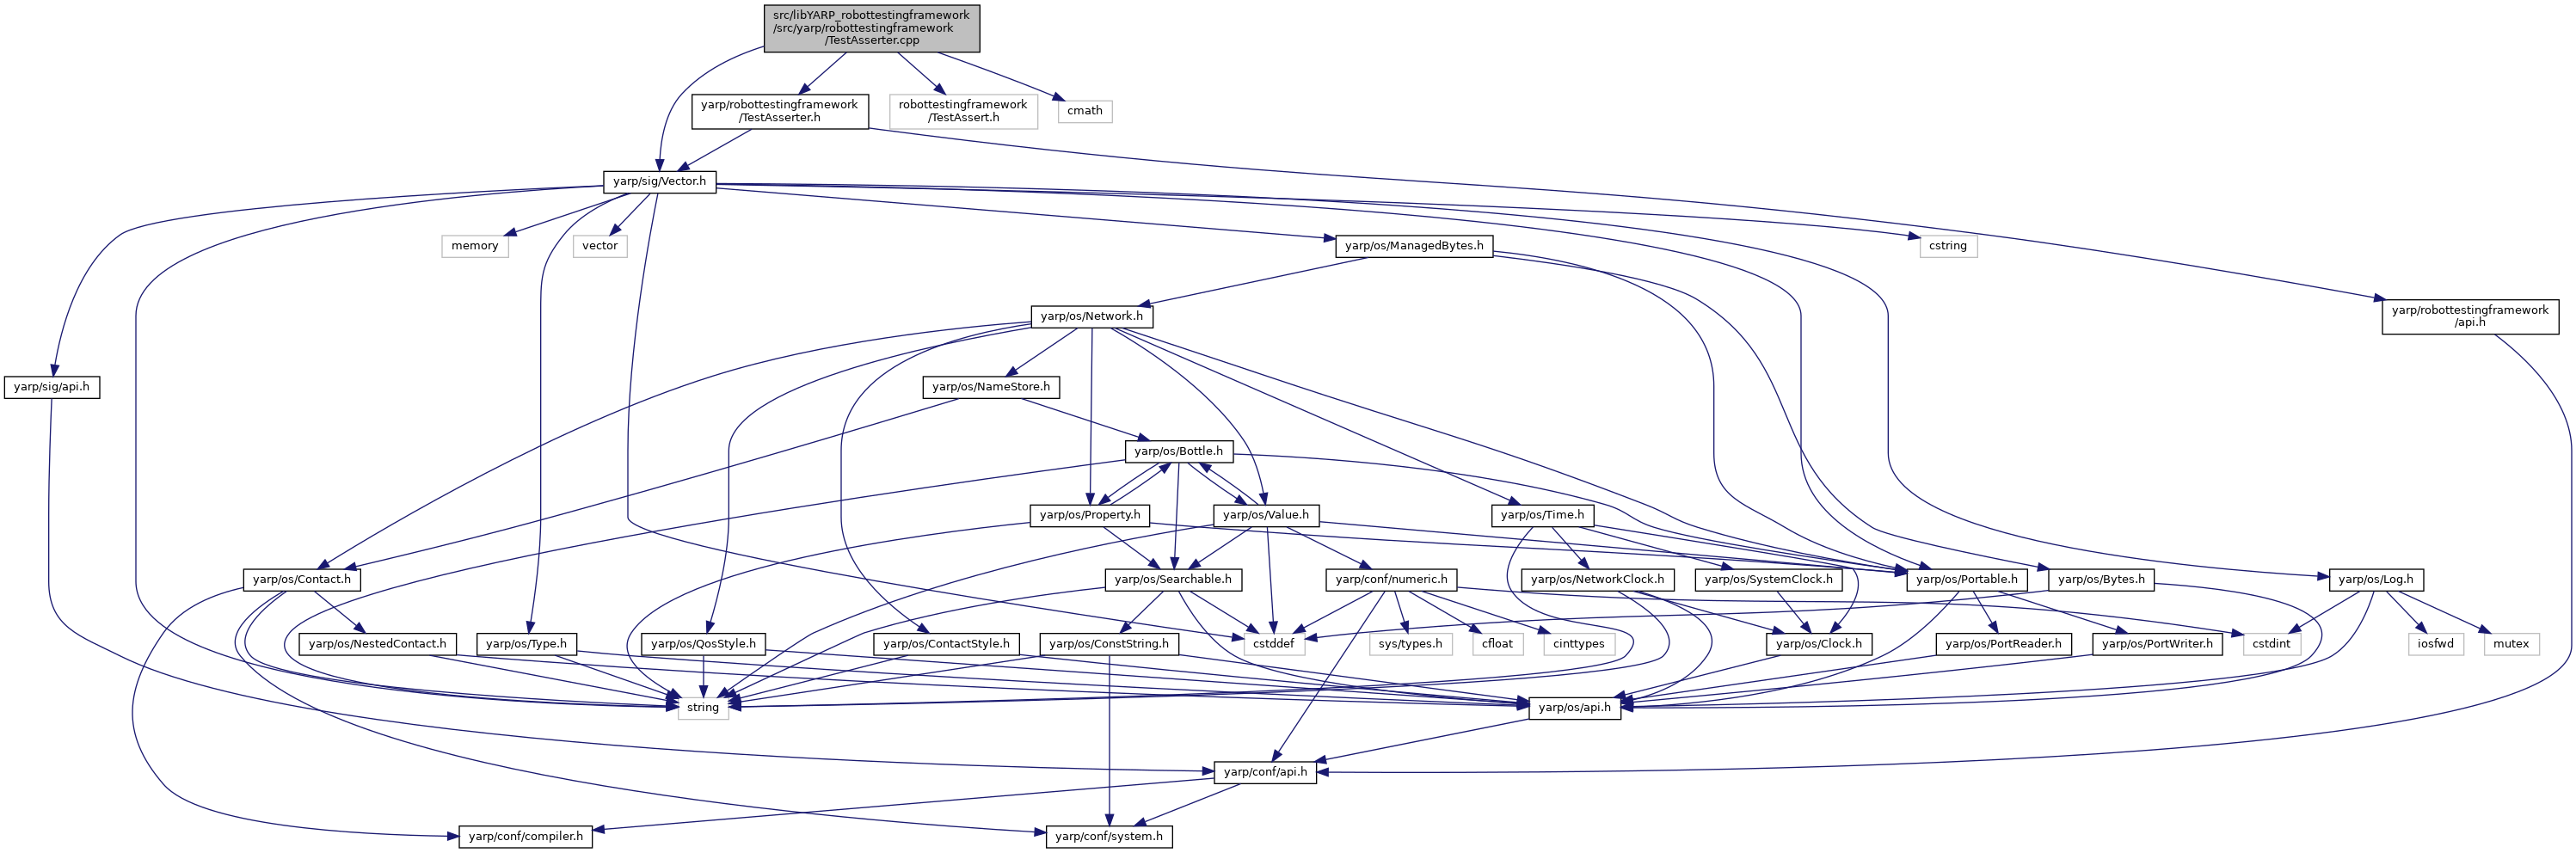 src/libYARP_robottestingframework
/src/yarp/robottestingframework
/TestAsserter.cpp
yarp/robottestingframework
/TestAsserter.h
robottestingframework
/TestAssert.h
cmath
yarp/sig/Vector.h
memory
vector
yarp/os/ManagedBytes.h
cstring
yarp/os/Network.h
yarp/robottestingframework
/api.h
yarp/sig/api.h
yarp/os/NameStore.h
yarp/os/Bottle.h
yarp/os/Property.h
yarp/os/Value.h
yarp/os/Time.h
yarp/os/Contact.h
yarp/os/Searchable.h
yarp/conf/numeric.h
yarp/os/NetworkClock.h
yarp/os/SystemClock.h
yarp/os/Portable.h
yarp/os/Bytes.h
yarp/os/Log.h
yarp/os/NestedContact.h
yarp/os/Type.h
yarp/os/QosStyle.h
yarp/os/ContactStyle.h
yarp/os/ConstString.h
cstddef
sys/types.h
cfloat
cinttypes
yarp/os/Clock.h
yarp/os/PortReader.h
yarp/os/PortWriter.h
cstdint
iosfwd
mutex
string
yarp/os/api.h
yarp/conf/api.h
yarp/conf/compiler.h
yarp/conf/system.h